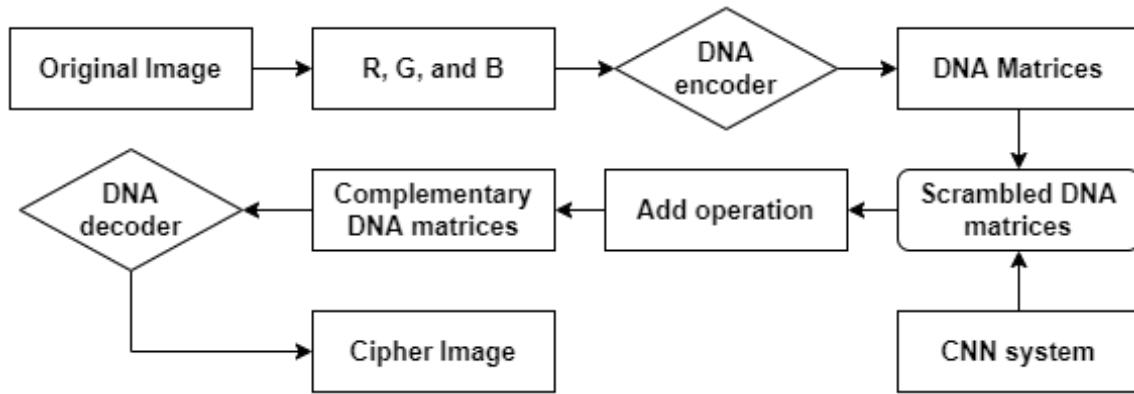 Original Image
R, G, and B
DNA
encoder
DNA Matrices
DNA
decoder
Complementary
DNA matrices
Add operation
Scrambled DNA
matrices
Cipher Image
CNN system